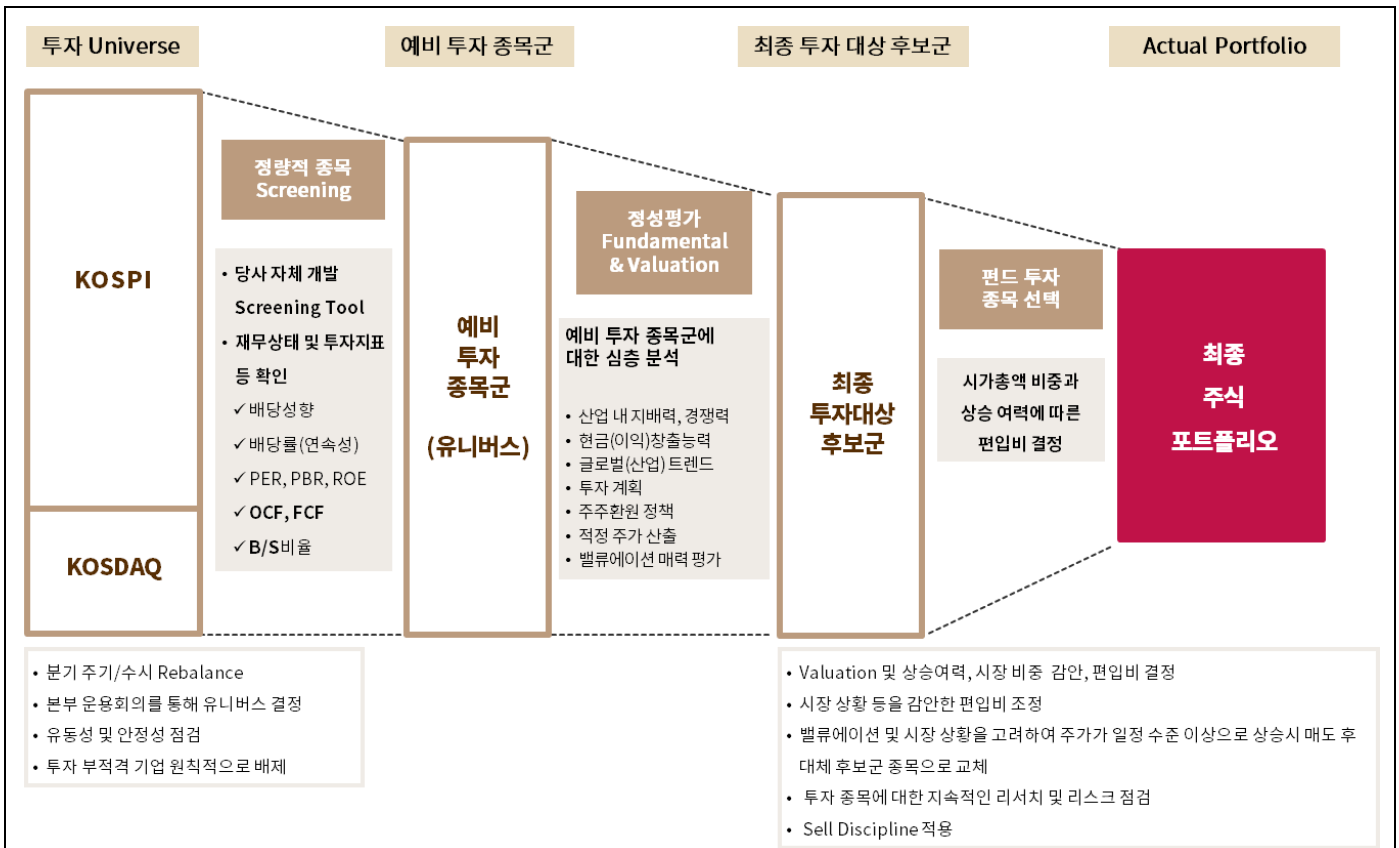 투자 Universe
예비 투자 종목군
최종 투자 대상 후보군
Actual Portfolio
KOSPI
KOSDAQ
정량적 종목
Screening
• 당사 자체 개발
Screening Tool
• 재무상태 및 투자지표
등 확인
✓배당성향
✓배당률(연속성)
✓PER, PBR, ROE
✓OCF, FCF
✓B/S비율
예비
투자
종목군
(유니버스)
정성평가
Fundamental
& Valuation
예비 투자 종목군에
대한 심층 분석
• 산업 내 지배력, 경쟁력
• 현금(이익)창출능력
• 글로벌(산업) 트렌드
• 투자 계획
• 주주환원 정책
• 적정 주가 산출
• 밸류에이션 매력 평가
최종
투자대상
후보군
펀드 투자
종목 선택
시가총액 비중과
상승 여력에 따른
편입비 결정
최종
주식
포트폴리오
• 분기 주기/수시 Rebalance
• 본부 운용회의를 통해 유니버스 결정
• 유동성 및 안정성 점검
• 투자 부적격 기업 원칙적으로 배제
• Valuation 및 상승여력, 시장 비중 감안, 편입비 결정
• 시장 상황 등을 감안한 편입비 조정
• 밸류에이션 및 시장 상황을 고려하여 주가가 일정 수준 이상으로 상승시 매도 후
대체 후보군 종목으로 교체
• 투자 종목에 대한 지속적인 리서치 및 리스크 점검
• Sell Discipline 적용